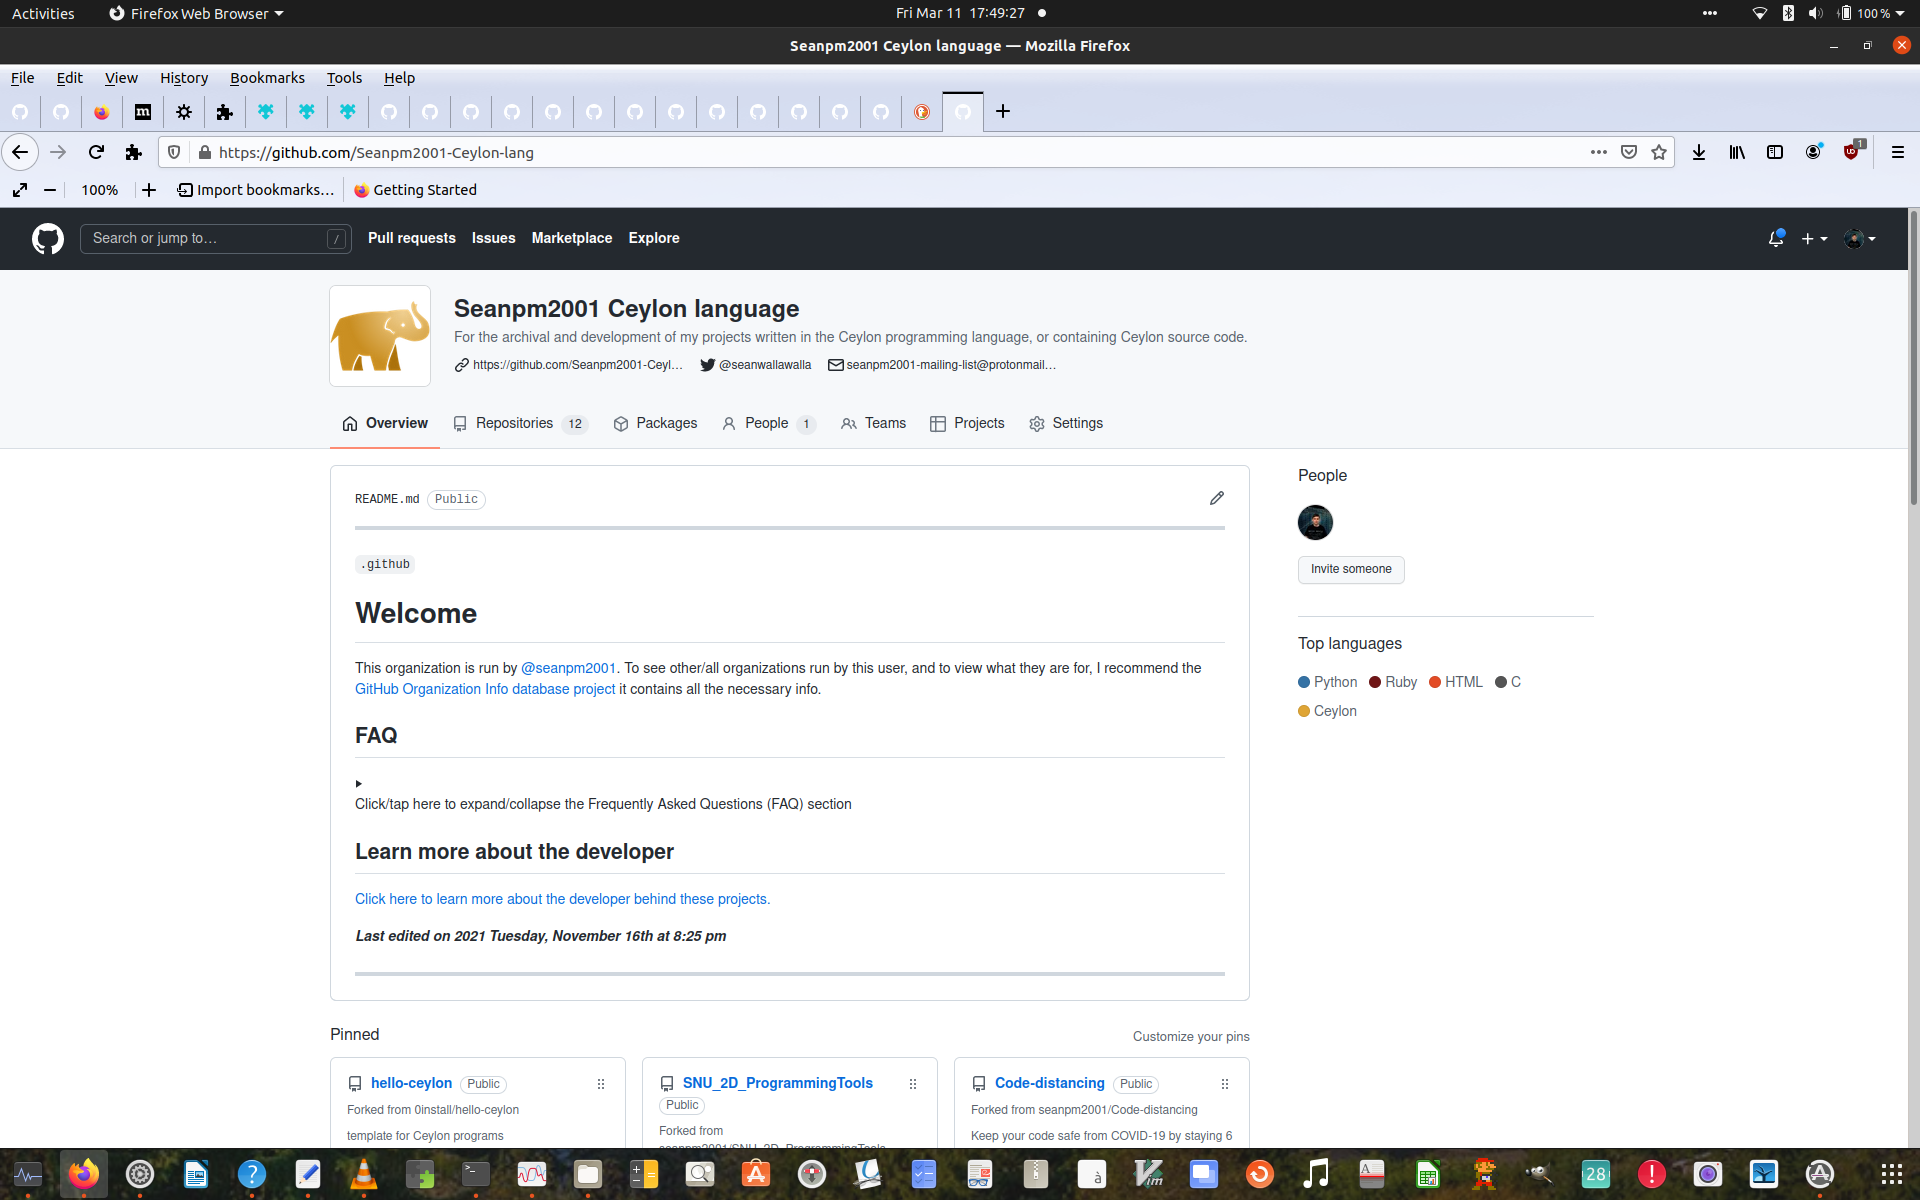 Activities
Firefox Web Browser
Fri Mar 11 17:49:27
100 %
Seanpm2001 Ceylon language — Mozilla Firefox
File Edit View History Bookmarks Tools Help
https://github.com/Seanpm2001-Ceylon-lang
1
100%
Import bookmarks…
Getting Started
Search or jump to…
/
Pull requests
Issues
Marketplace
Explore
Seanpm2001 Ceylon language
For the archival and development of my projects written in the Ceylon programming language, or containing Ceylon source code.
https://github.com/Seanpm2001-Ceyl…
@seanwallawalla
seanpm2001-mailing-list@protonmail…
Overview
Repositories 12
Packages
People 1
Teams
Projects
Settings
README.md Public
.github
Welcome
This organization is run by @seanpm2001. To see other/all organizations run by this user, and to view what they are for, I recommend the
GitHub Organization Info database project it contains all the necessary info.
FAQ
Click/tap here to expand/collapse the Frequently Asked Questions (FAQ) section
Learn more about the developer
Click here to learn more about the developer behind these projects.
Last edited on 2021 Tuesday, November 16th at 8:25 pm
People
Invite someone
Top languages
Python Ruby HTML C
Ceylon
Pinned
Customize your pins
hello-ceylon Public
Forked from 0install/hello-ceylon
template for Ceylon programs
SNU_2D_ProgrammingTools
Public
Forked from
seanpm2001/SNU_2D_ProgrammingTools
Code-distancing Public
Forked from seanpm2001/Code-distancing
Keep your code safe from COVID-19 by staying 6
28